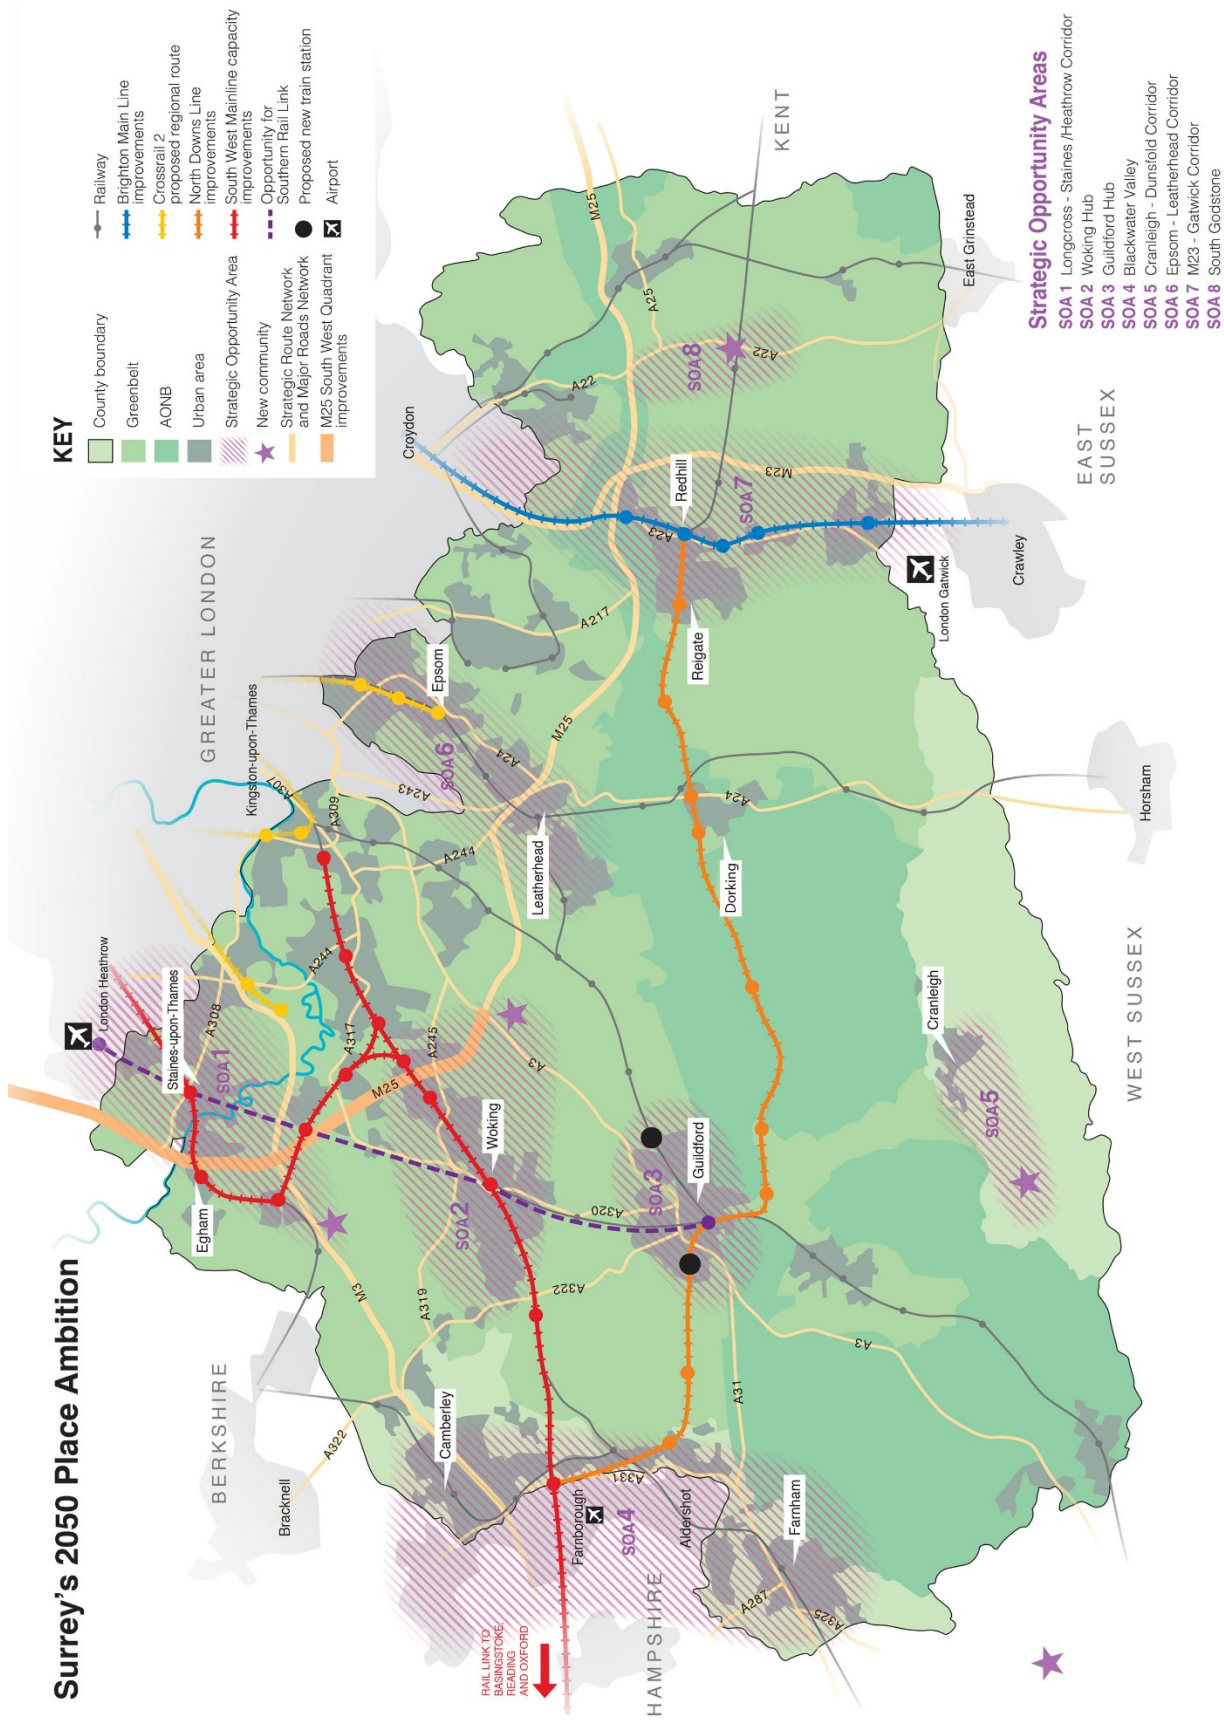 Surrey's 2050 Place Ambition
KEY
County boundary
Greenbelt
AONB
Urban area
Strategic Opportunity Area
New community
Strategic Route Network
and Major Roads Network
M25 South West Quadrant
improvements
Railway
Brighton Main Line
improvements
Crossrail 2
proposed regional route
North Downs Line
improvements
South West Mainline capacity
improvements
Opportunity for
Southern Rail Link
Proposed new train station
Airport
GREATER LONDON
BERKSHIRE
HAMPSHIRE
WEST SUSSEX
EAST
SUSSEX
KENT
London Heathrow
Staines-upon-Thames
Kingston-upon-Thames
Croydon
Egham
Bracknell
Camberley
Woking
Epsom
Leatherhead
Redhill
Reigate
Guildford
Dorking
Farnborough
Aldershot
Farnham
Cranleigh
Horsham
Crawley
London Gatwick
East Grinstead
SOA1
SOA2
SOA3
SOA4
SOA5
SOA6
SOA7
SOA8
A308
A244
A317
M25
A245
A307
A309
A243
A244
A24
M25
A217
A22
M25
A25
A22
A23
M23
A24
A3
A320
A322
A319
M3
A322
A331
A31
A3
A287
A325
RAIL LINK TO
BASINGSTOKE,
READING
AND OXFORD
Strategic Opportunity Areas
SOA 1 Longcross - Staines /Heathrow Corridor
SOA 2 Woking Hub
SOA 3 Guildford Hub
SOA 4 Blackwater Valley
SOA 5 Cranleigh - Dunsfold Corridor
SOA 6 Epsom - Leatherhead Corridor
SOA 7 M23 - Gatwick Corridor
SOA 8 South Godstone